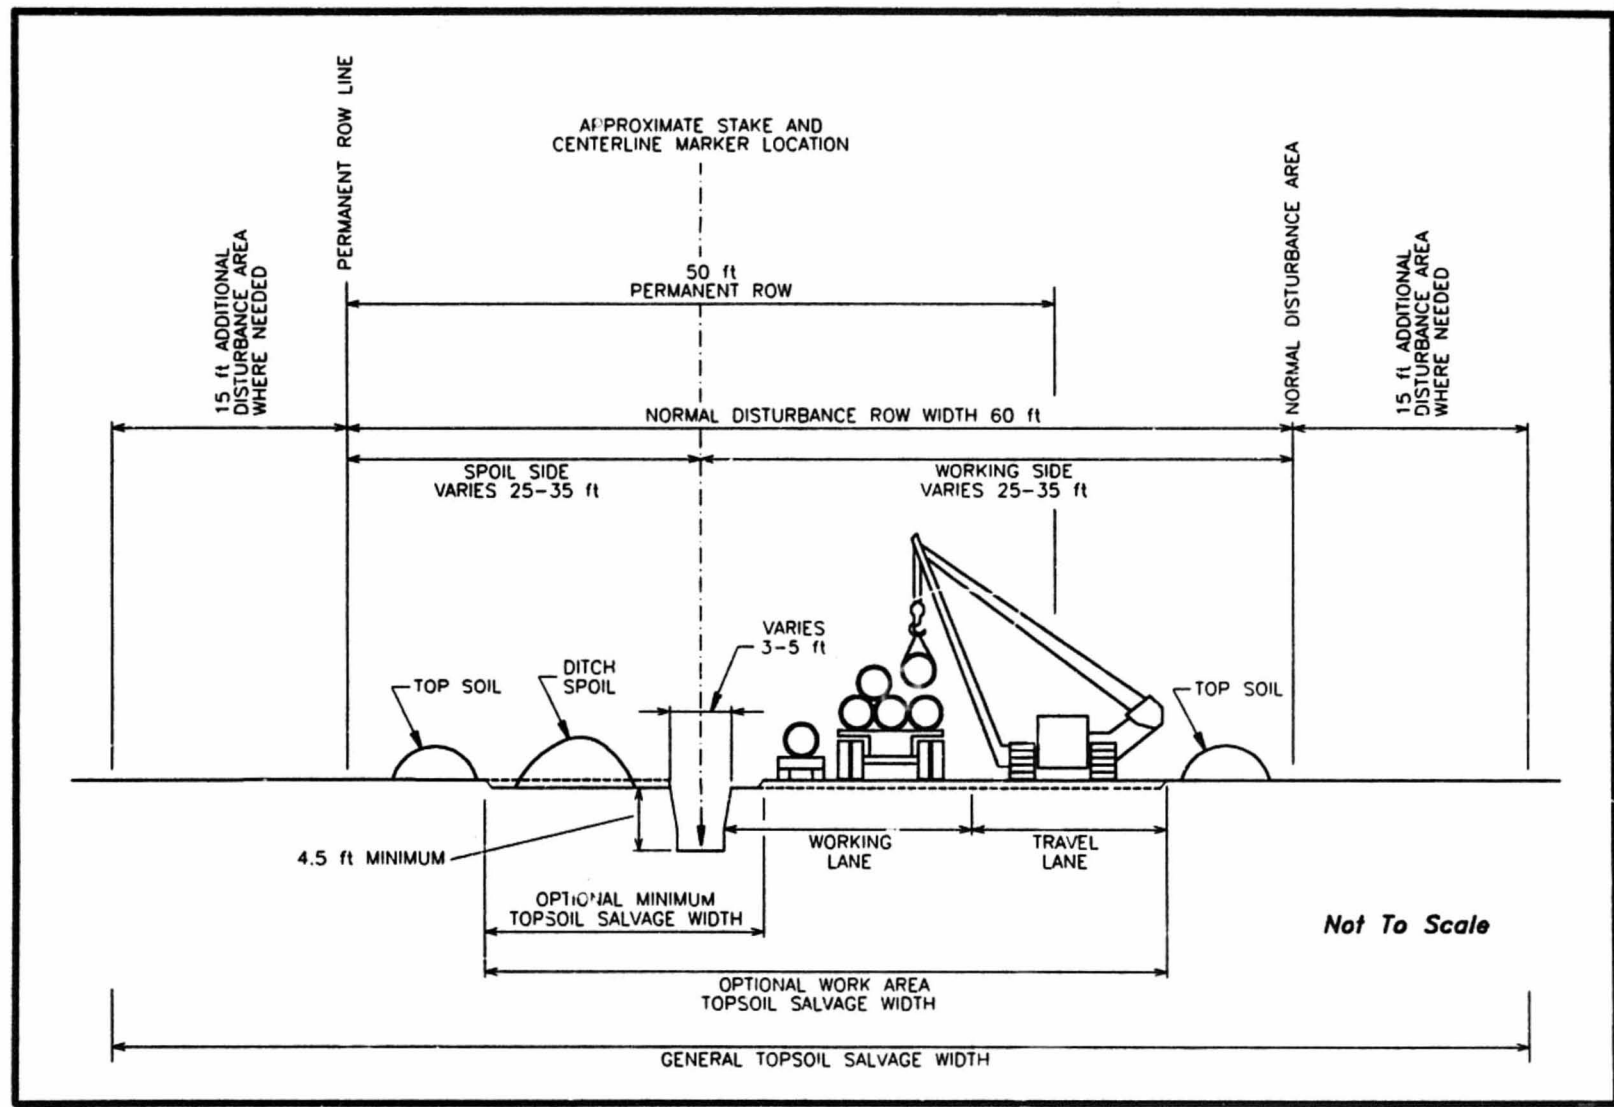 PERMANENT ROW LINE
APPROXIMATE STAKE AND
CENTERLINE MARKER LOCATION
NORMAL DISTURBANCE AREA
15 ft ADDITIONAL
DISTURBANCE AREA
WHERE NEEDED
50 ft
PERMANENT ROW
15 ft ADDITIONAL
DISTURBANCE AREA
WHERE NEEDED
NORMAL DISTURBANCE ROW WIDTH 60 ft
SPOIL SIDE
VARIES 25-35 ft
WORKING SIDE
VARIES 25-35 ft
VARIES
3-5 ft
TOP SOIL
DITCH
SPOIL
TOP SOIL
4.5 ft MINIMUM
WORKING
LANE
TRAVEL
LANE
OPTIONAL MINIMUM
TOPSOIL SALVAGE WIDTH
Not To Scale
OPTIONAL WORK AREA
TOPSOIL SALVAGE WIDTH
GENERAL TOPSOIL SALVAGE WIDTH